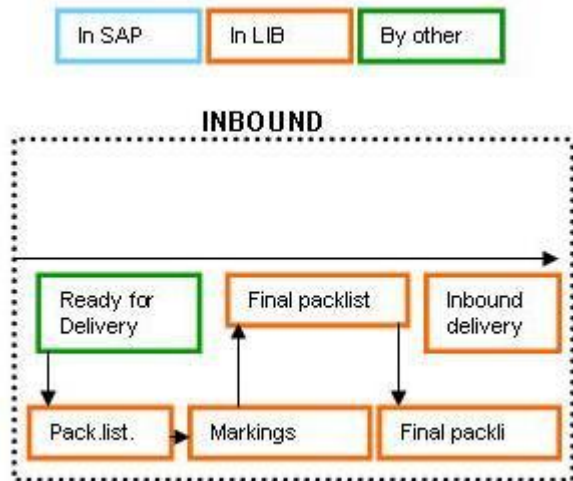 In SAP
In LIB
By other
INBOUND
Ready for
Delivery
Final packlist
Inbound
delivery
Pack.list.
Markings
Final packli